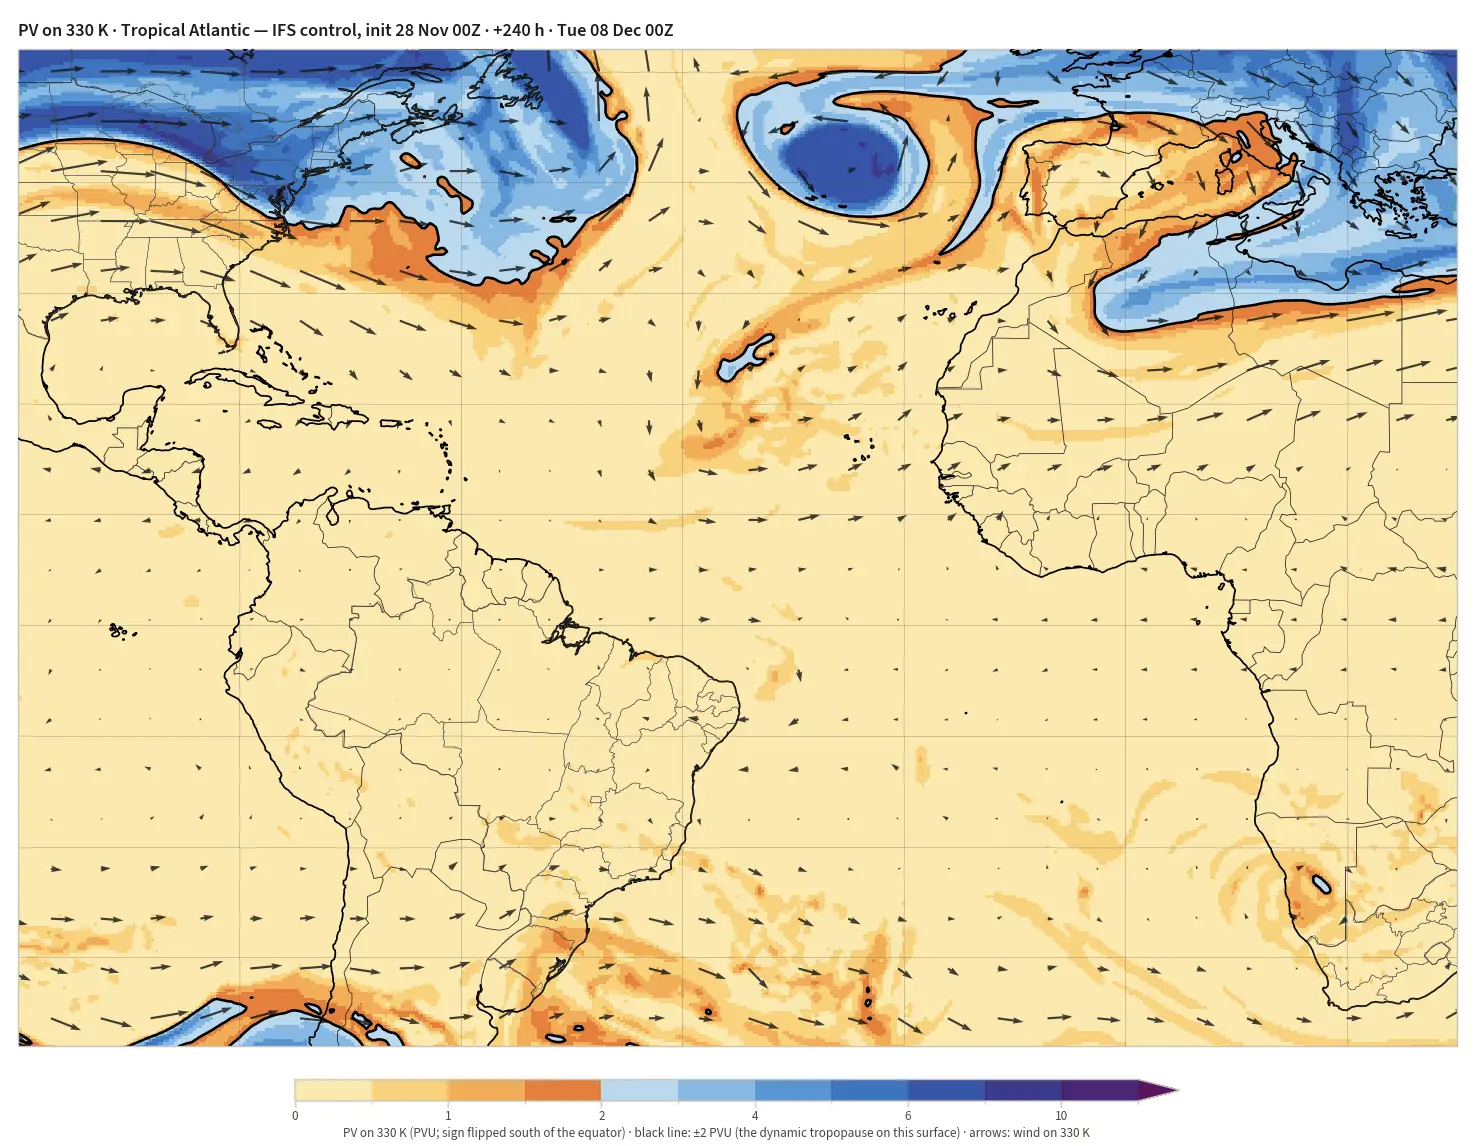 PV on 330 K · Tropical Atlantic — IFS control, init 28 Nov 00Z · +240 h · Tue 08 Dec 00Z
0 1 2 4 6 10
PV on 330 K (PVU; sign flipped south of the equator) · black line: ±2 PVU (the dynamic tropopause on this surface) · arrows: wind on 330 K